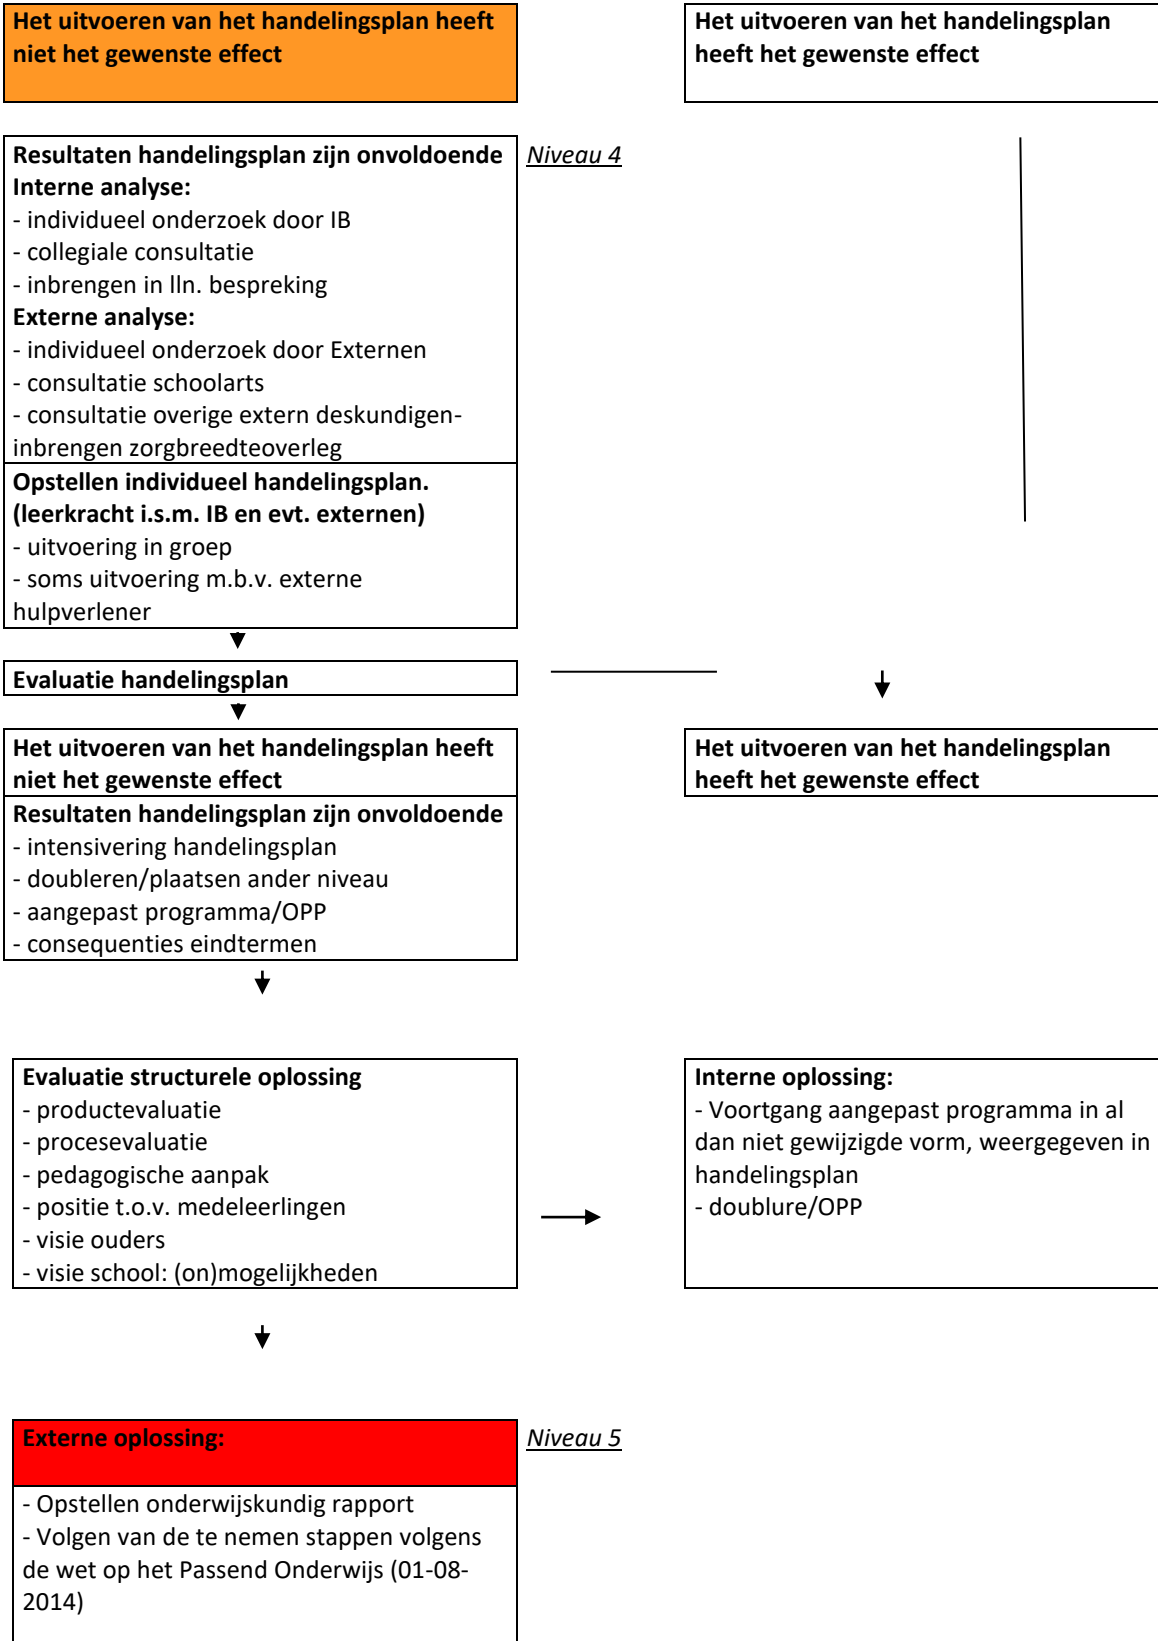 Het uitvoeren van het handelingsplan heeft
niet het gewenste effect
Het uitvoeren van het handelingsplan
heeft het gewenste effect
Resultaten handelingsplan zijn onvoldoende
Niveau 4
Interne analyse:
- individueel onderzoek door IB
- collegiale consultatie
- inbrengen in lln. bespreking
Externe analyse:
- individueel onderzoek door Externen
- consultatie schoolarts
- consultatie overige extern deskundigen-
inbrengen zorgbreedteoverleg
Opstellen individueel handelingsplan.
(leerkracht i.s.m. IB en evt. externen)
- uitvoering in groep
- soms uitvoering m.b.v. externe
hulpverlener
Evaluatie handelingsplan
Het uitvoeren van het handelingsplan heeft
niet het gewenste effect
Het uitvoeren van het handelingsplan
heeft het gewenste effect
Resultaten handelingsplan zijn onvoldoende
- intensivering handelingsplan
- doubleren/plaatsen ander niveau
- aangepast programma/OPP
- consequenties eindtermen
Evaluatie structurele oplossing
- productevaluatie
- procesevaluatie
- pedagogische aanpak
- positie t.o.v. medeleerlingen
- visie ouders
- visie school: (on)mogelijkheden
Interne oplossing:
- Voortgang aangepast programma in al
dan niet gewijzigde vorm, weergegeven in
handelingsplan
- doublure/OPP
Externe oplossing:
Niveau 5
- Opstellen onderwijskundig rapport
- Volgen van de te nemen stappen volgens
de wet op het Passend Onderwijs (01-08-
2014)